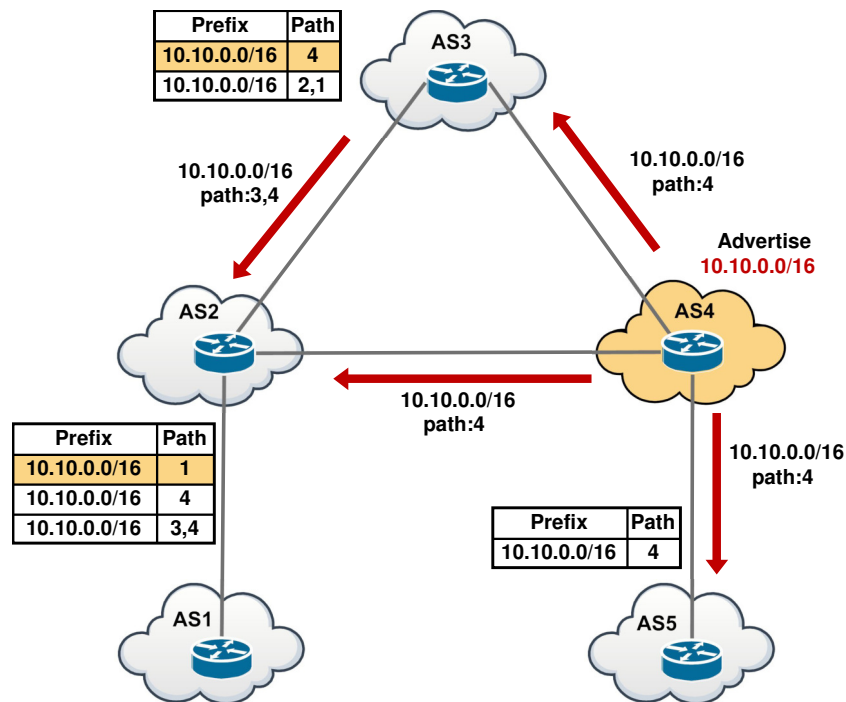 Prefix Path
10.10.0.0/16 4
10.10.0.0/16 2,1
AS3
10.10.0.0/16
path:3,4
10.10.0.0/16
path:4
Advertise
10.10.0.0/16
AS2
AS4
10.10.0.0/16
path:4
Prefix Path
10.10.0.0/16 1
10.10.0.0/16 4
10.10.0.0/16 3,4
10.10.0.0/16
path:4
Prefix Path
10.10.0.0/16 4
AS1
AS5